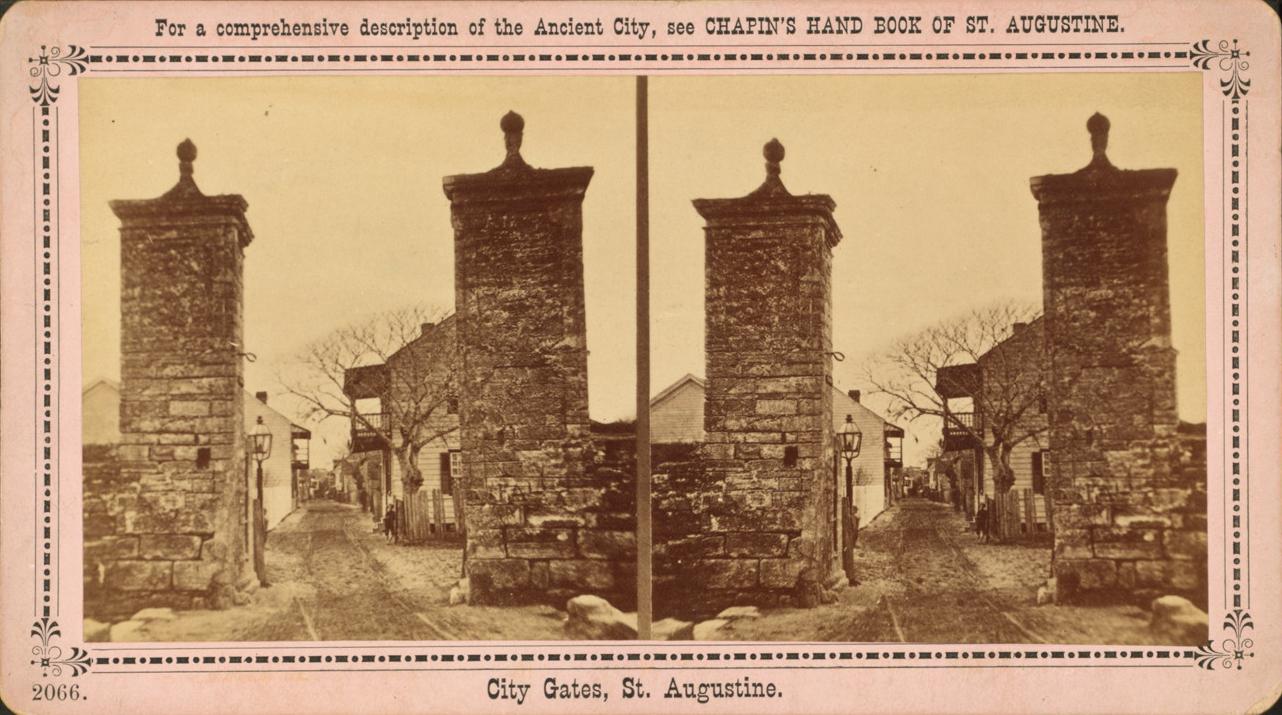 For a comprehensive description of the Ancient City, see CHAPIN'S HAND BOOK OF ST. AUGUSTINE.
2066.
City Gates, St. Augustine.